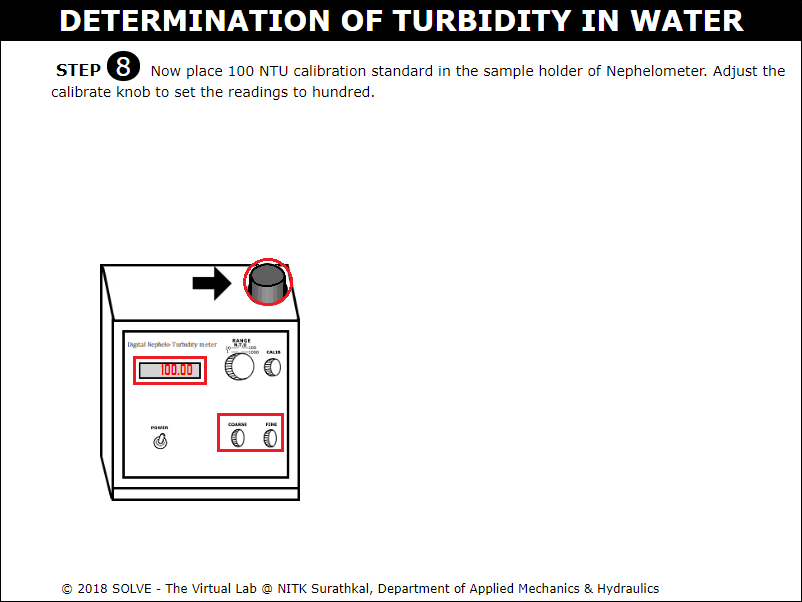 DETERMINATION OF TURBIDITY IN WATER
STEP 8 Now place 100 NTU calibration standard in the sample holder of Nephelometer. Adjust the
calibrate knob to set the readings to hundred.
Digital Nephelo-Turbidity meter
RANGE
N.T.U
10 100
1 1000
CALIB
100.00
COARSE FINE
POWER
© 2018 SOLVE - The Virtual Lab @ NITK Surathkal, Department of Applied Mechanics & Hydraulics